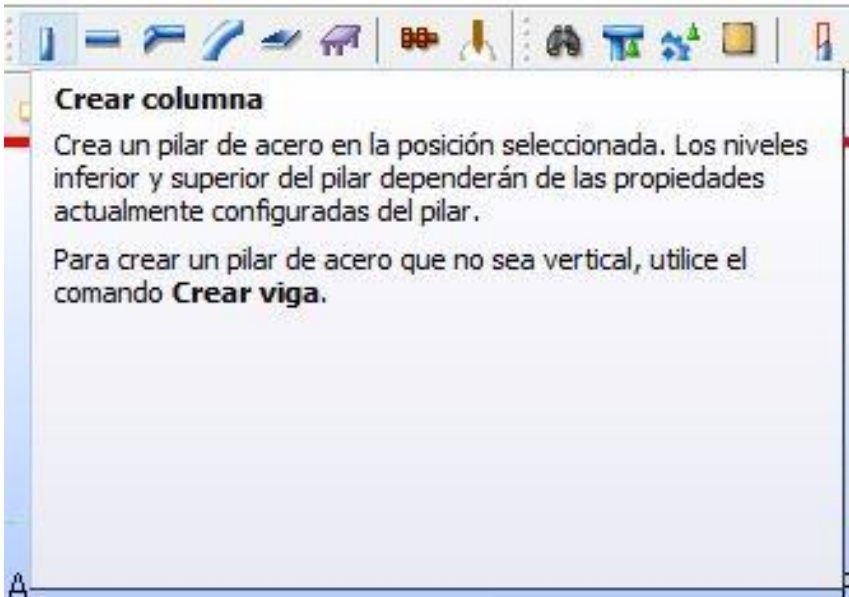 Crear columna
Crea un pilar de acero en la posición seleccionada. Los niveles
inferior y superior del pilar dependerán de las propiedades
actualmente configuradas del pilar.
Para crear un pilar de acero que no sea vertical, utilice el
comando Crear viga.
A